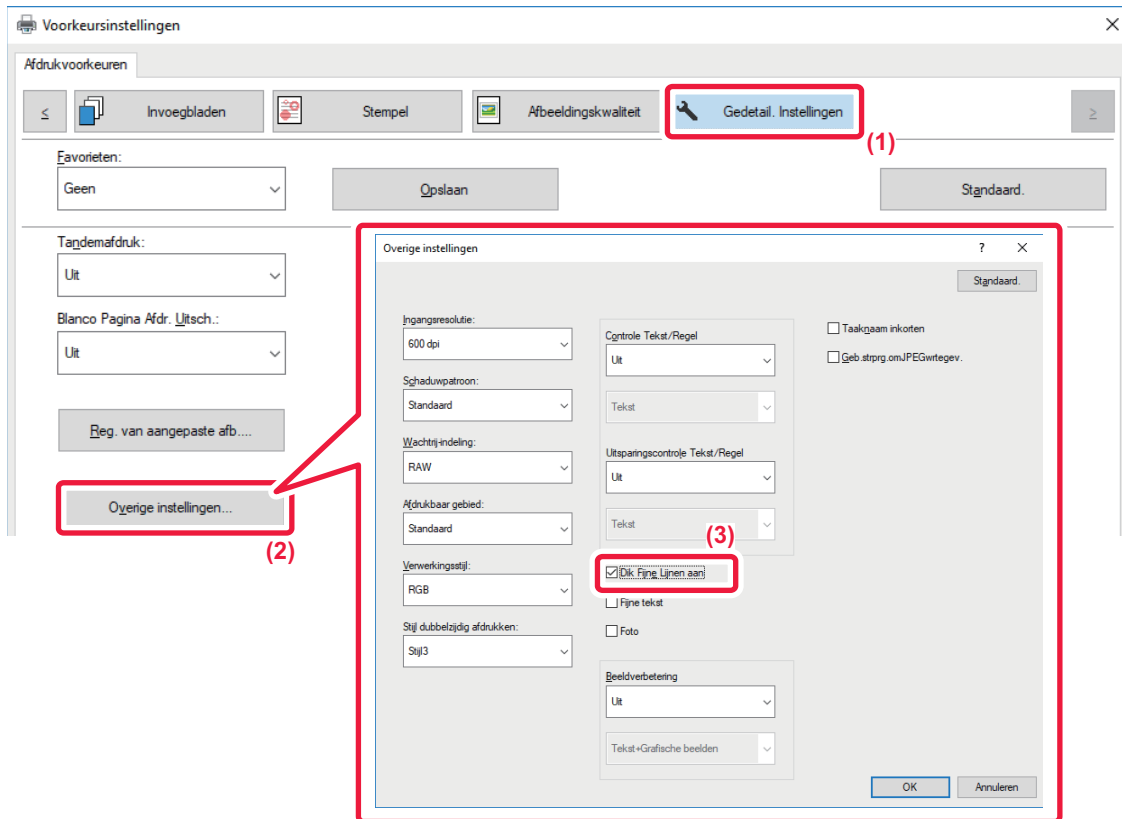 Voorkeursinstellingen
Afdrukvoorkeuren
≤
Invoegbladen
Stempel
Afbeeldingskwaliteit
Gedetail. Instellingen
≥
(1)
Favorieten:
Geen
Opslaan
Standaard.
Tandemafdruk:
Uit
Blanco Pagina Afdr. Uitsch.:
Uit
Reg. van aangepaste afb....
Overige instellingen...
(2)
Overige instellingen
?
Standaard.
Ingangsresolutie:
600 dpi
Schaduwpatroon:
Standaard
Wachtrij-indeling:
RAW
Afdrukbaar gebied:
Standaard
Verwerkingsstijl:
RGB
Stijl dubbelzijdig afdrukken:
Stijl3
Controle Tekst/Regel
Uit
Tekst
Uitsparingscontrole Tekst/Regel
Uit
Tekst
(3)
Dik Fijne Lijnen aan
Fijne tekst
Foto
Beeldverbetering
Uit
Tekst+Grafische beelden
Taaknaam inkorten
Geb.strprg.omJPEGwrtegev.
OK
Annuleren